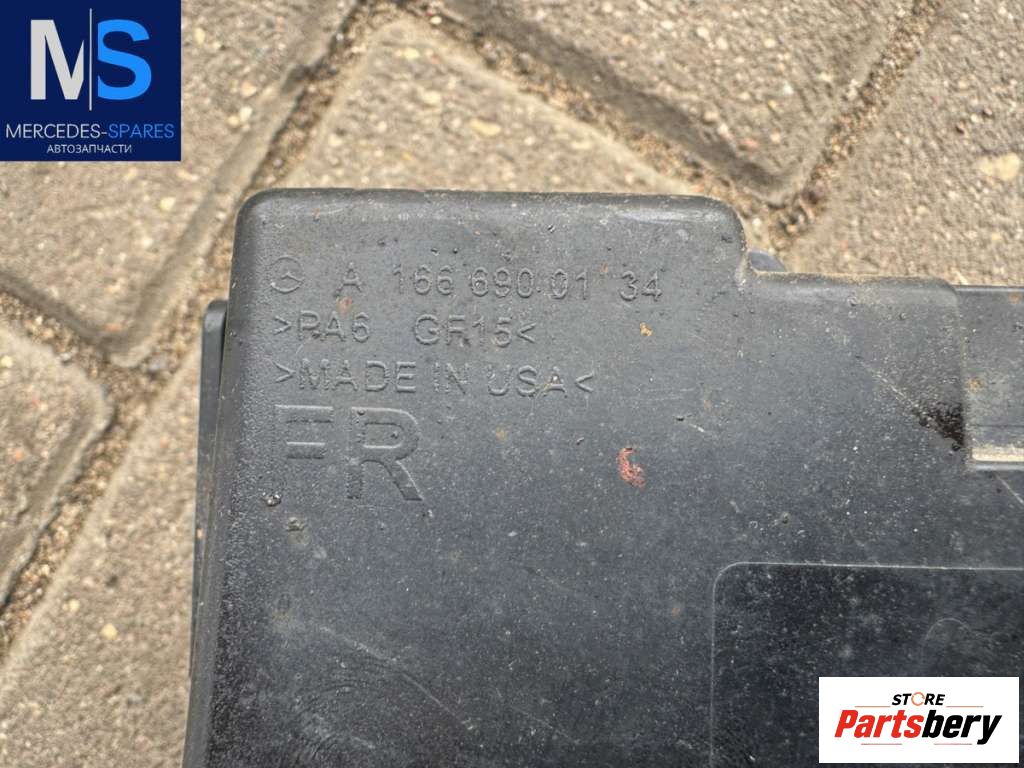 MS
MERCEDES-SPARES
АВТОЗАПЧАСТИ
A 166 690 01 34
>PA6 GF15<
>MADE IN USA<
FR
STORE
Partsbery